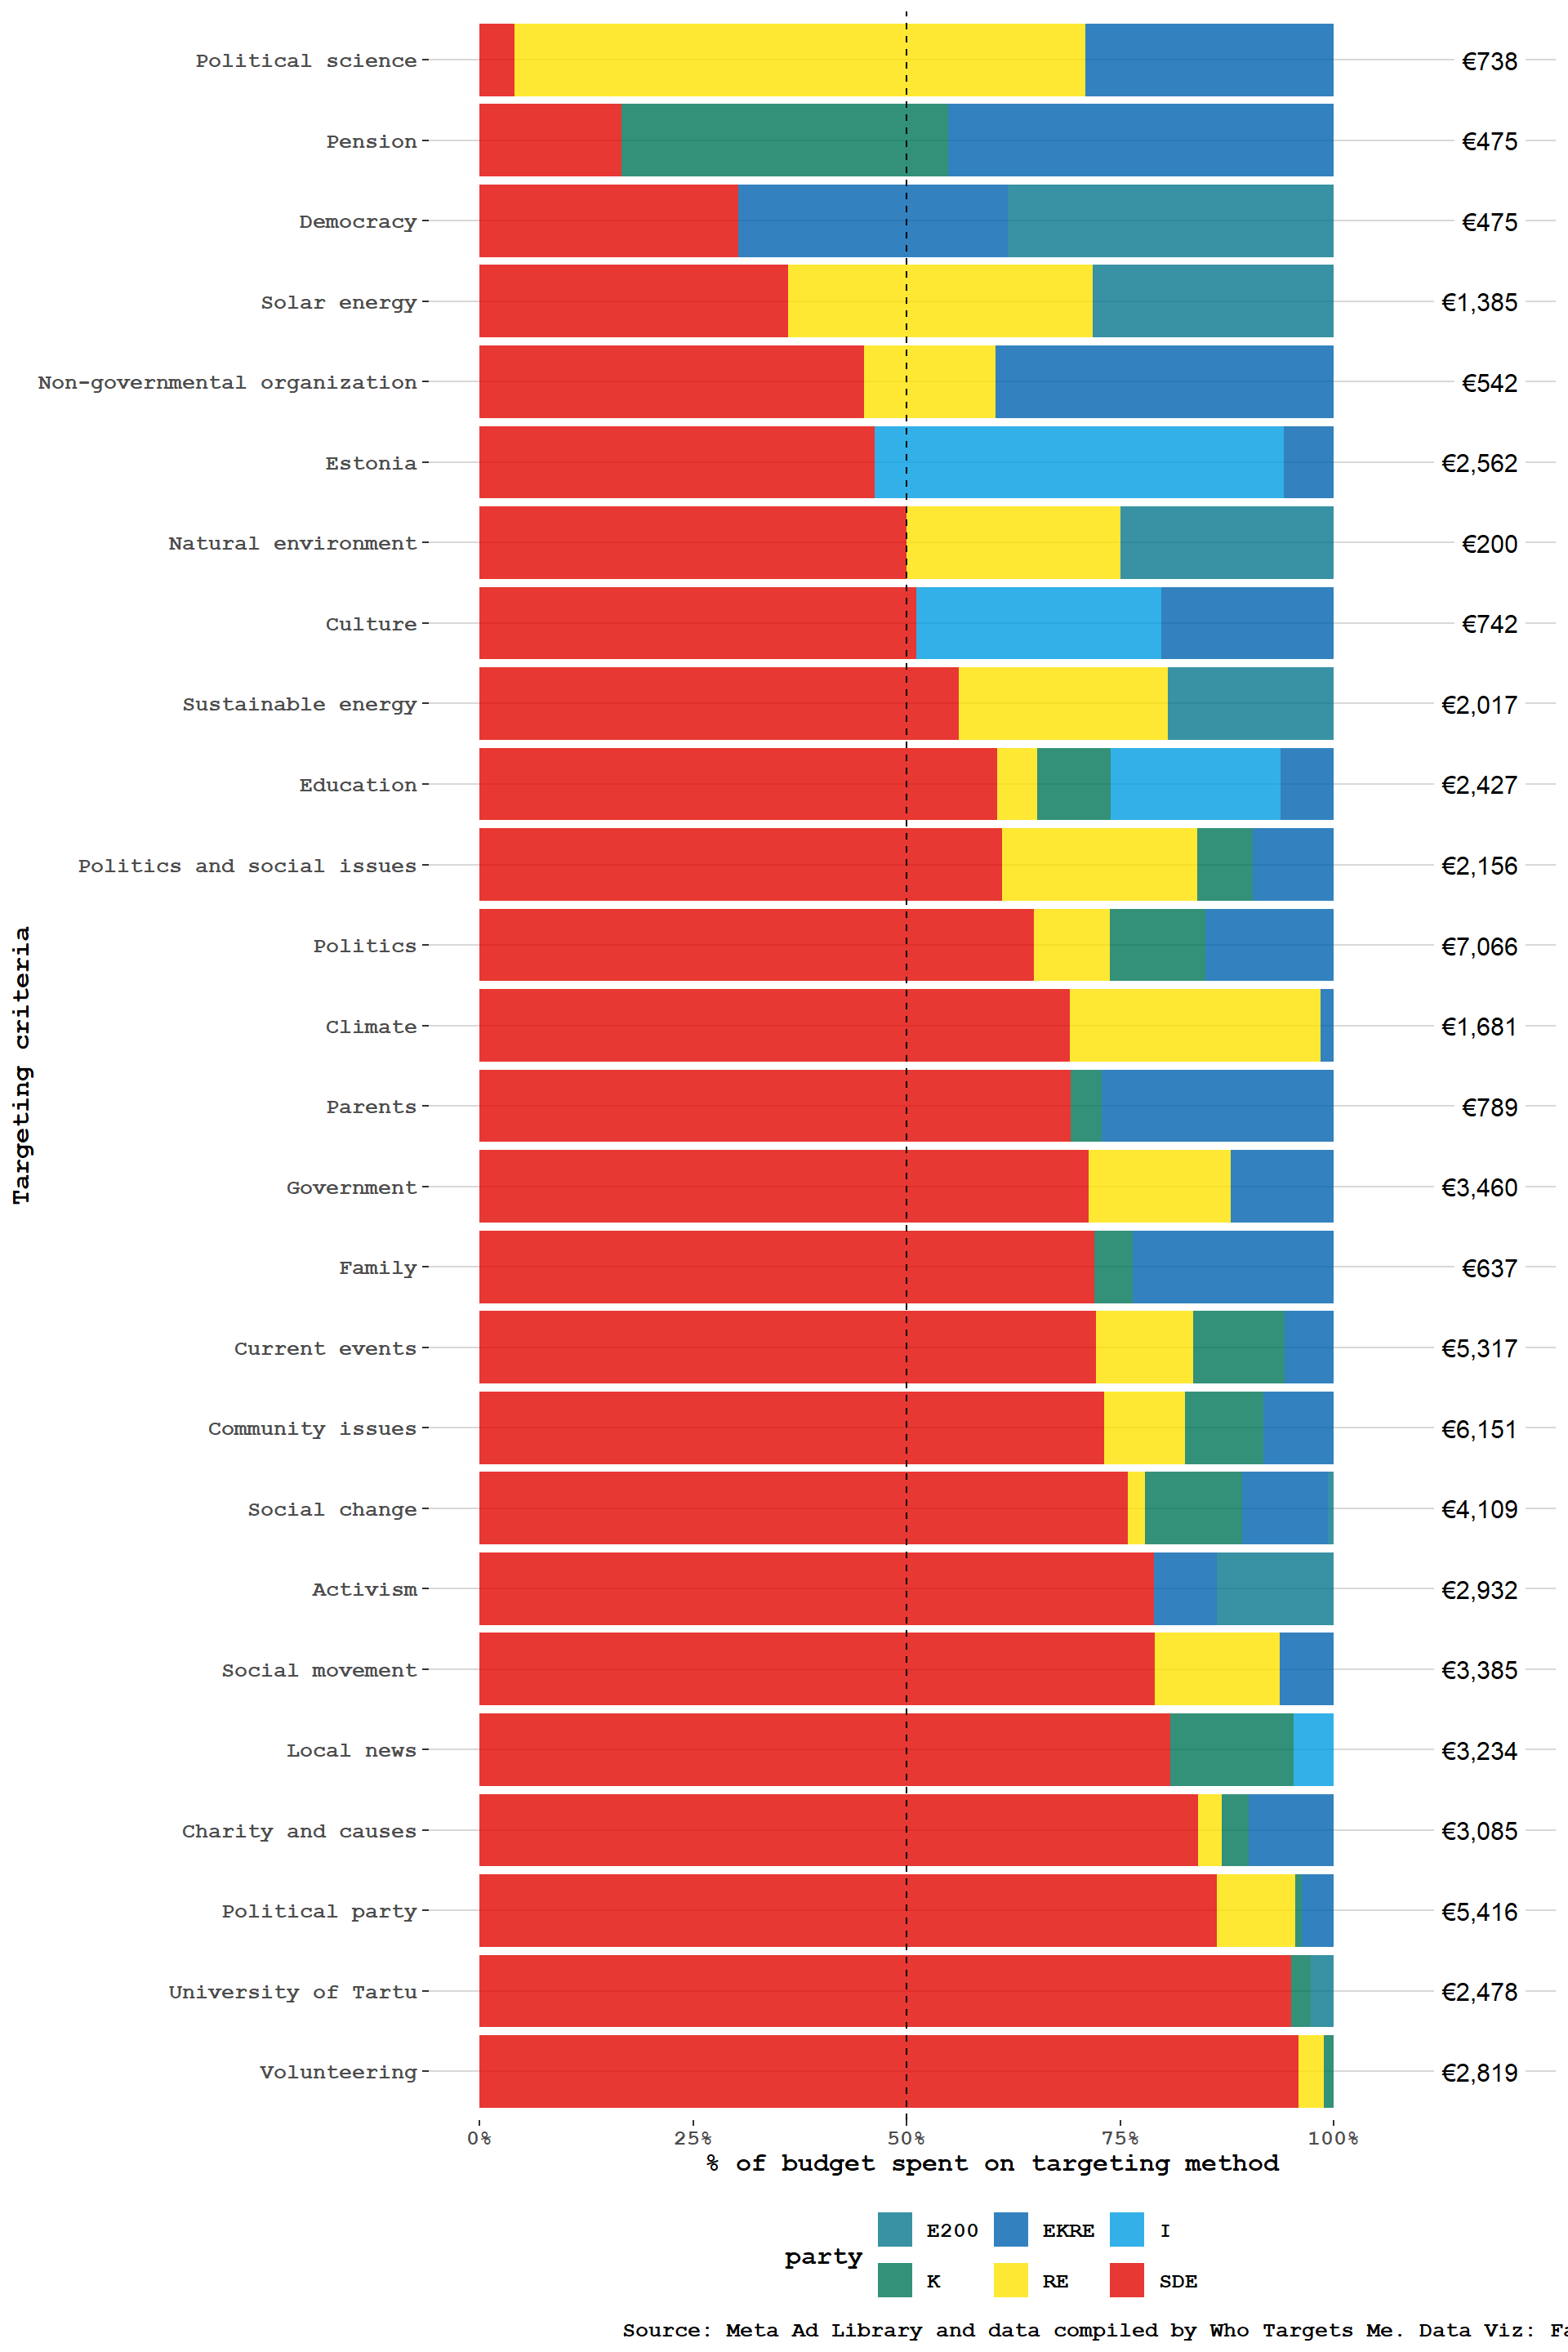 Political science €738
Pension €475
Democracy €475
Solar energy €1,385
Non-governmental organization €542
Estonia €2,562
Natural environment €200
Culture €742
Sustainable energy €2,017
Education €2,427
Politics and social issues €2,156
Politics €7,066
Climate €1,681
Parents €789
Government €3,460
Family €637
Current events €5,317
Community issues €6,151
Social change €4,109
Activism €2,932
Social movement €3,385
Local news €3,234
Charity and causes €3,085
Political party €5,416
University of Tartu €2,478
Volunteering €2,819
Targeting criteria
0% 25% 50% 75% 100%
% of budget spent on targeting method
party
E200 EKRE I
K RE SDE
Source: Meta Ad Library and data compiled by Who Targets Me. Data Viz: